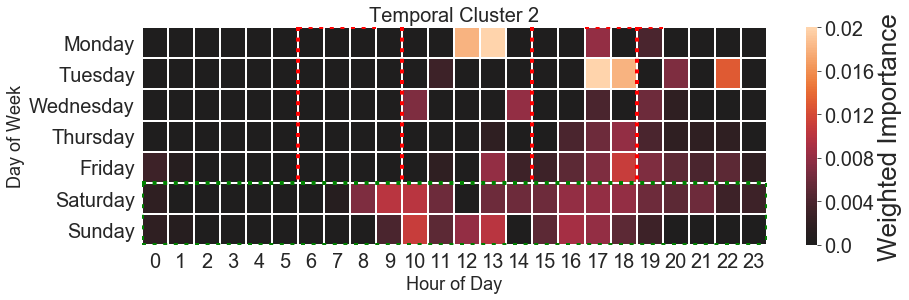 Temporal Cluster 2
Day of Week
Monday
Tuesday
Wednesday
Thursday
Friday
Saturday
Sunday
0 1 2 3 4 5 6 7 8 9 10 11 12 13 14 15 16 17 18 19 20 21 22 23
Hour of Day
0.02
0.016
0.012
0.008
0.004
0.0
Weighted Importance